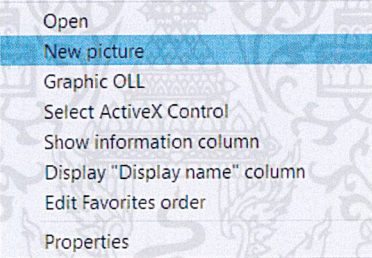 Open
New picture
Graphic OLL
Select ActiveX Control
Show information column
Display "Display name" column
Edit Favorites order
Properties